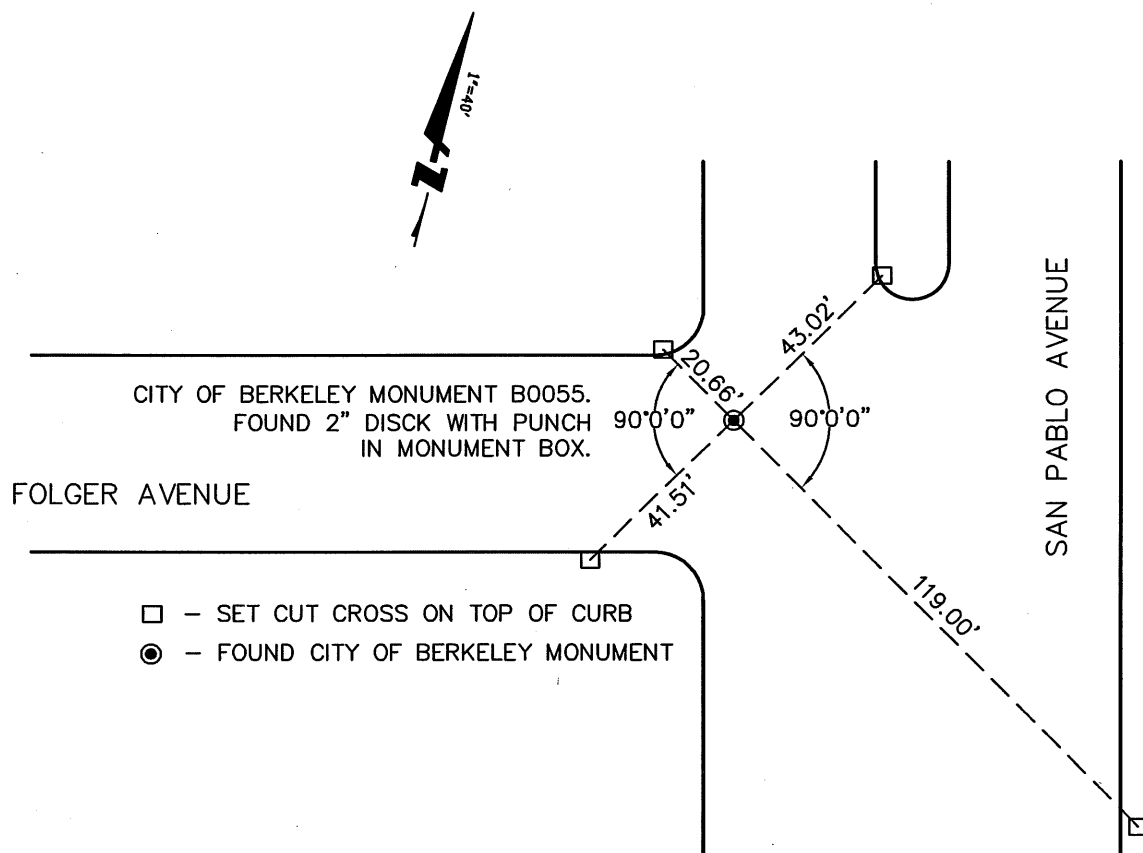 1"=40'
N
SAN PABLO AVENUE
43.02'
20.66'
CITY OF BERKELEY MONUMENT B0055.
FOUND 2" DISCK WITH PUNCH
IN MONUMENT BOX.
90°0'0"
90°0'0"
FOLGER AVENUE
41.51'
119.00'
– SET CUT CROSS ON TOP OF CURB
– FOUND CITY OF BERKELEY MONUMENT